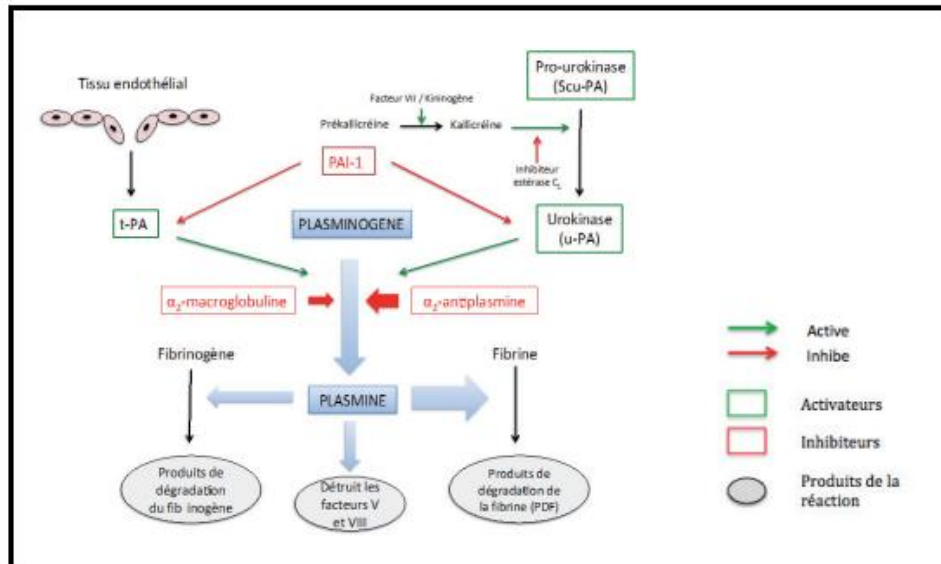 Pro-urokinase
(Scu-PA)
Tissu endothélial
Facteur VII / Kininogène
Prékallicréine
Kallicréine
PAI-1
Inhibiteur
estérase C1
t-PA
PLASMINOGENE
Urokinase
(u-PA)
α2-macroglobuline
α2-antiplasmine
Fibrinogène
Fibrine
PLASMINE
Produits de
dégradation
du fib inogène
Détruit les
facteurs V
et VIII
Produits de
dégradation de
la fibrine (PDF)
Active
Inhibe
Activateurs
Inhibiteurs
Produits de la
réaction